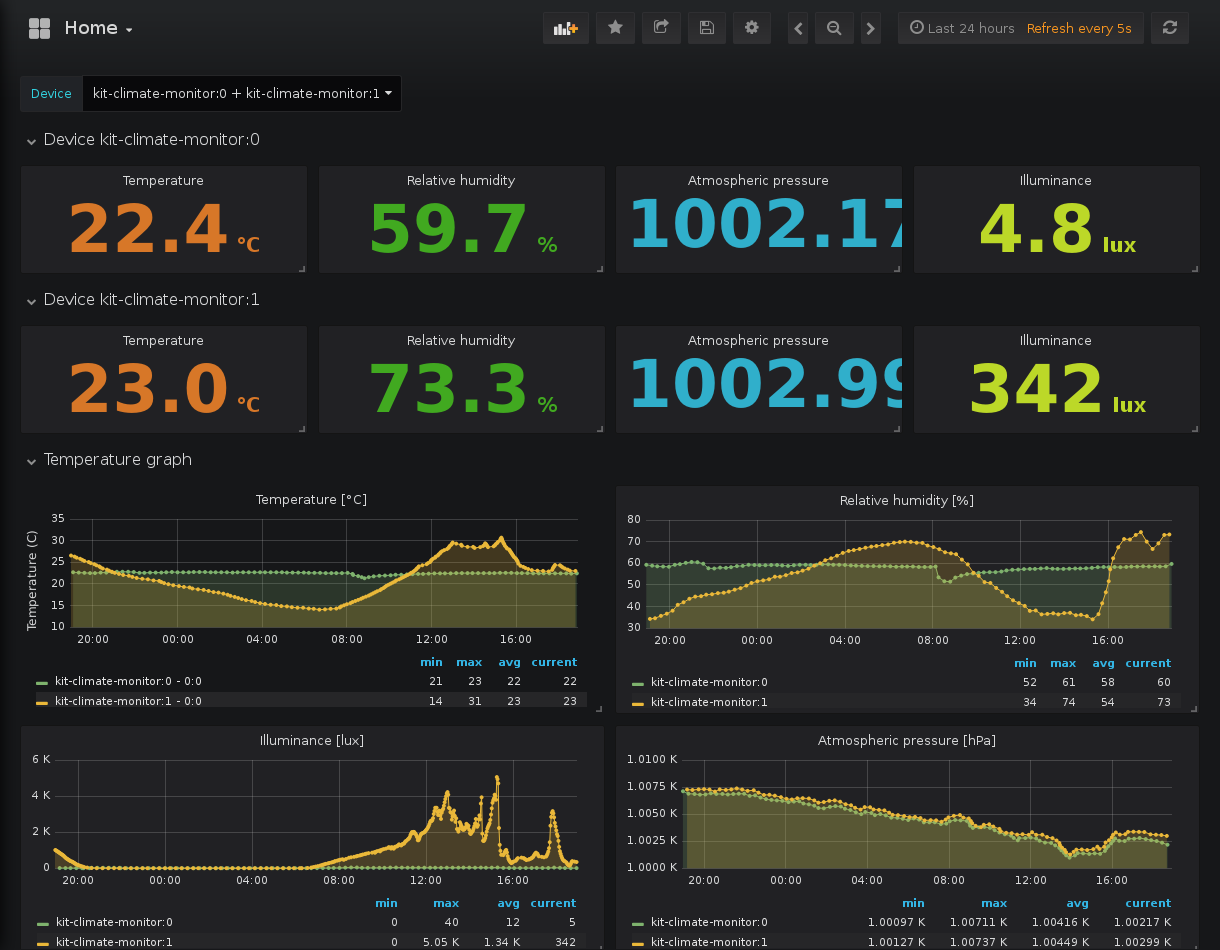 Home
Last 24 hours Refresh every 5s
Device kit-climate-monitor:0 + kit-climate-monitor:1
Device kit-climate-monitor:0
Temperature
22.4 °C
Relative humidity
59.7 %
Atmospheric pressure
1002.17
Illuminance
4.8 lux
Device kit-climate-monitor:1
Temperature
23.0 °C
Relative humidity
73.3 %
Atmospheric pressure
1002.99
Illuminance
342 lux
Temperature graph
Temperature [°C]
Temperature (C)
35
30
25
20
15
10
20:00 00:00 04:00 08:00 12:00 16:00
min max avg current
kit-climate-monitor:0 - 0:0 21 23 22 22
kit-climate-monitor:1 - 0:0 14 31 23 23
Relative humidity [%]
80
70
60
50
40
30
20:00 00:00 04:00 08:00 12:00 16:00
min max avg current
kit-climate-monitor:0 52 61 58 60
kit-climate-monitor:1 34 74 54 73
Illuminance [lux]
6 K
4 K
2 K
0
20:00 00:00 04:00 08:00 12:00 16:00
min max avg current
kit-climate-monitor:0 0 40 12 5
kit-climate-monitor:1 0 5.05 K 1.34 K 342
Atmospheric pressure [hPa]
1.0100 K
1.0075 K
1.0050 K
1.0025 K
1.0000 K
20:00 00:00 04:00 08:00 12:00 16:00
min max avg current
kit-climate-monitor:0 1.00097 K 1.00711 K 1.00416 K 1.00217 K
kit-climate-monitor:1 1.00127 K 1.00737 K 1.00449 K 1.00299 K